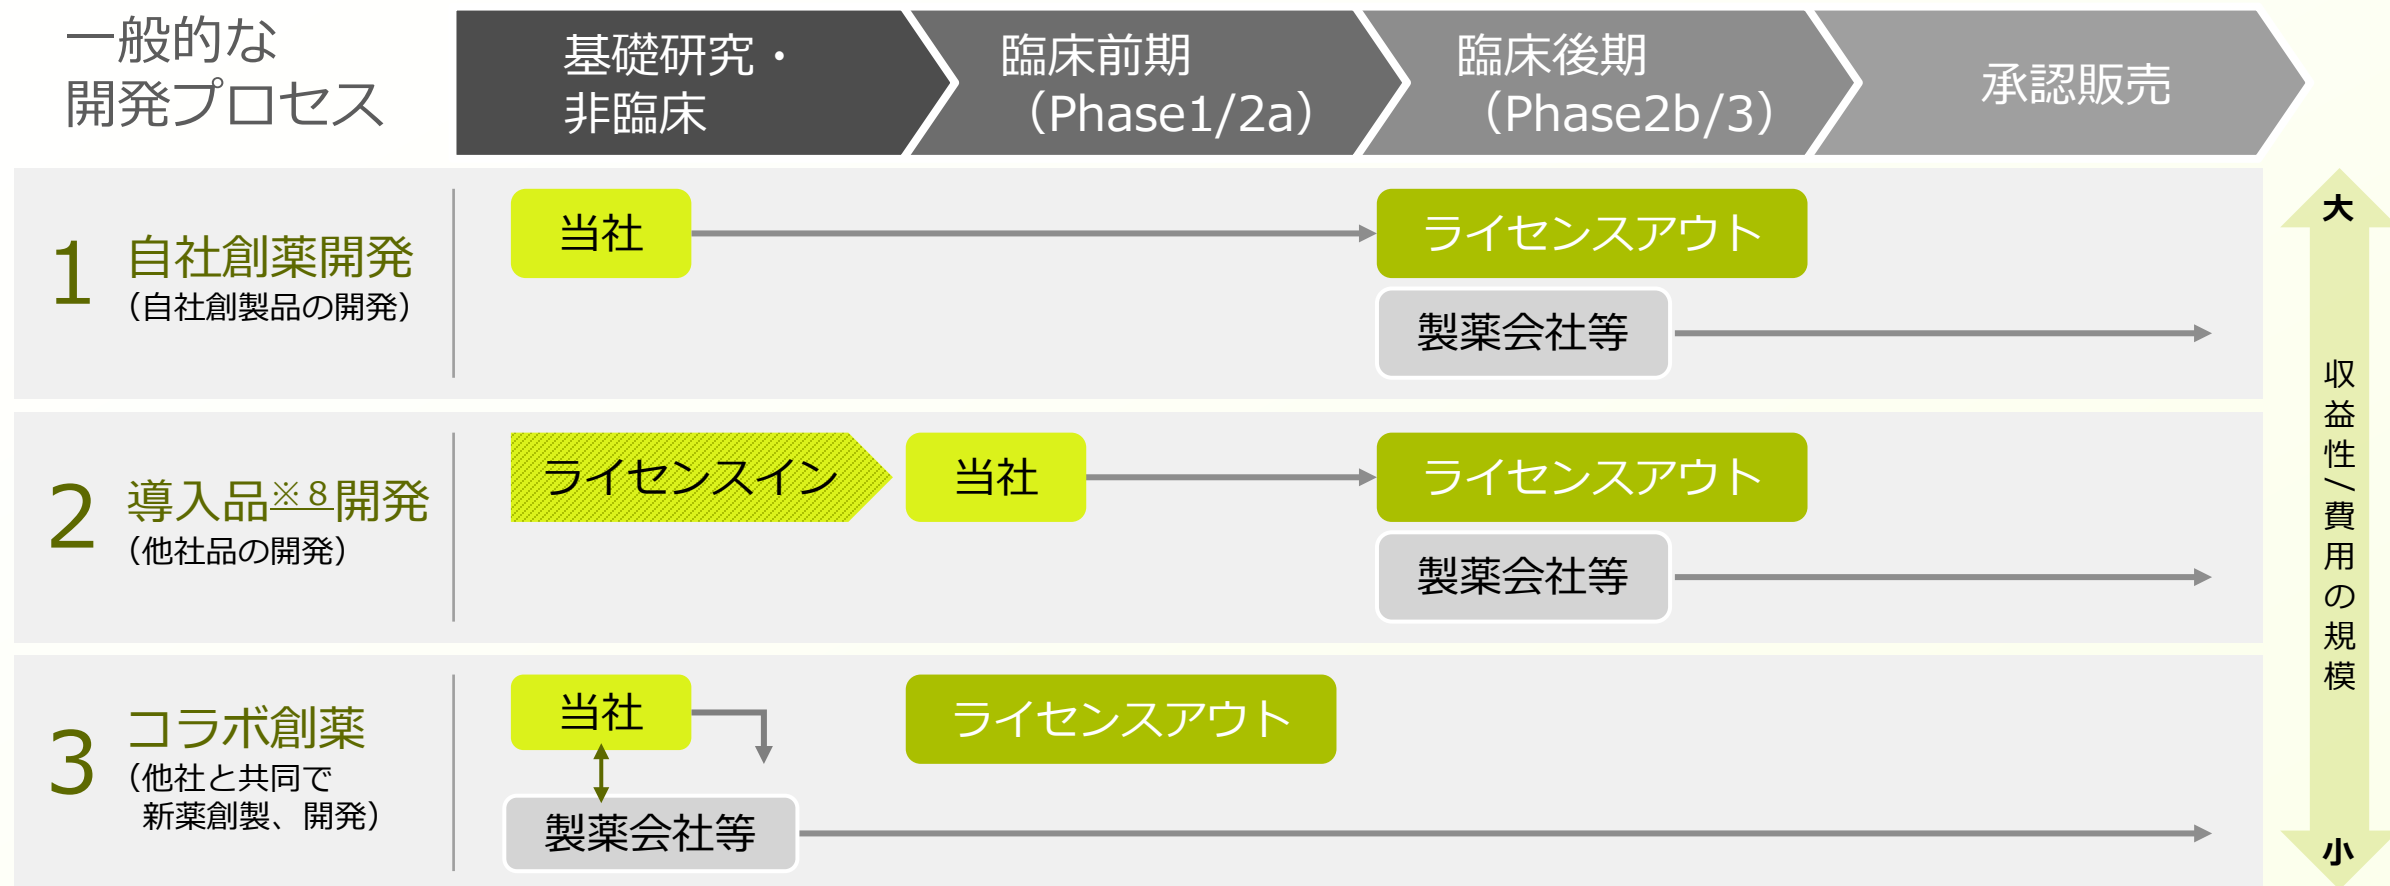 一般的な
開発プロセス
基礎研究・
非臨床
臨床前期
（Phase1/2a）
臨床後期
（Phase2b/3）
承認販売
1
自社創薬開発
（自社創製品の開発）
当社
ライセンスアウト
製薬会社等
2
導入品※８開発
（他社品の開発）
ライセンスイン
当社
ライセンスアウト
製薬会社等
3
コラボ創薬
（他社と共同で
新薬創製、開発）
当社
ライセンスアウト
製薬会社等
大
収益性/費用の規模
小